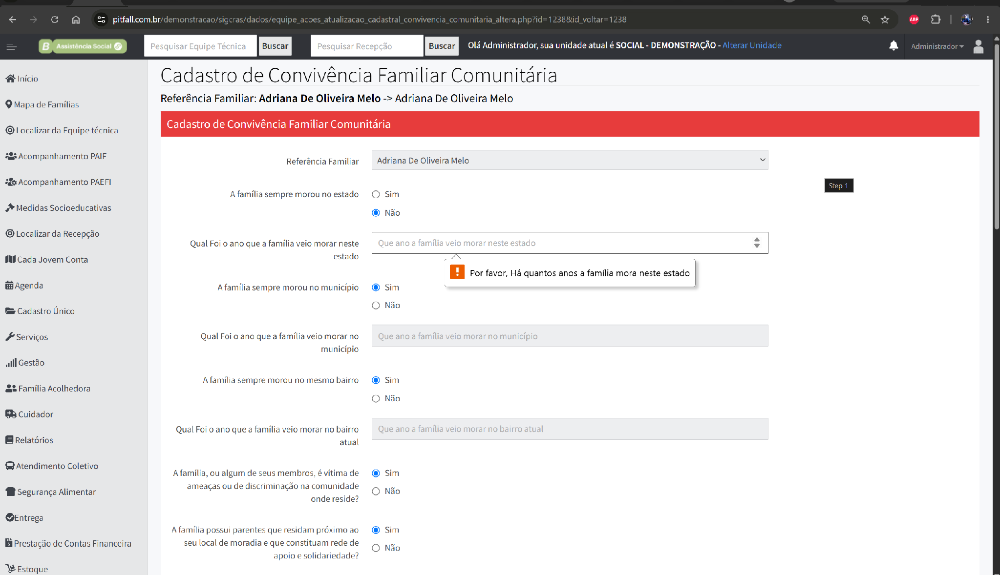 pitfall.com.br/demonstracao/sigcras/dados/equipe_acoes_atualizacao_cadastral_convivencia_comunitaria_altera.php?id=1238&id_voltar=1238
ABP
B Assistência Social
Pesquisar Equipe Técnica
Buscar
Pesquisar Recepção
Buscar
Olá Administrador, sua unidade atual é SOCIAL - DEMONSTRAÇÃO - Alterar Unidade
Administrador
Início
Mapa de Famílias
Localizar da Equipe técnica
Acompanhamento PAIF
Acompanhamento PAEFI
Medidas Socioeducativas
Localizar da Recepção
Cada Jovem Conta
Agenda
Cadastro Único
Serviços
Gestão
Família Acolhedora
Cuidador
Relatórios
Atendimento Coletivo
Segurança Alimentar
Entrega
Prestação de Contas Financeira
Estoque
Cadastro de Convivência Familiar Comunitária
Referência Familiar: Adriana De Oliveira Melo -> Adriana De Oliveira Melo
Cadastro de Convivência Familiar Comunitária
Referência Familiar
Adriana De Oliveira Melo
Step 1
A família sempre morou no estado
Sim
Não
Qual Foi o ano que a família veio morar neste
estado
Que ano a família veio morar neste estado
Por favor, Há quantos anos a família mora neste estado
A família sempre morou no município
Sim
Não
Qual Foi o ano que a família veio morar no
município
Que ano a família veio morar no município
A família sempre morou no mesmo bairro
Sim
Não
Qual Foi o ano que a família veio morar no bairro
atual
Que ano a família veio morar no bairro atual
A família, ou algum de seus membros, é vítima de
ameaças ou de discriminação na comunidade
onde reside?
Sim
Não
A família possui parentes que residam próximo ao
seu local de moradia e que constituam rede de
apoio e solidariedade?
Sim
Não